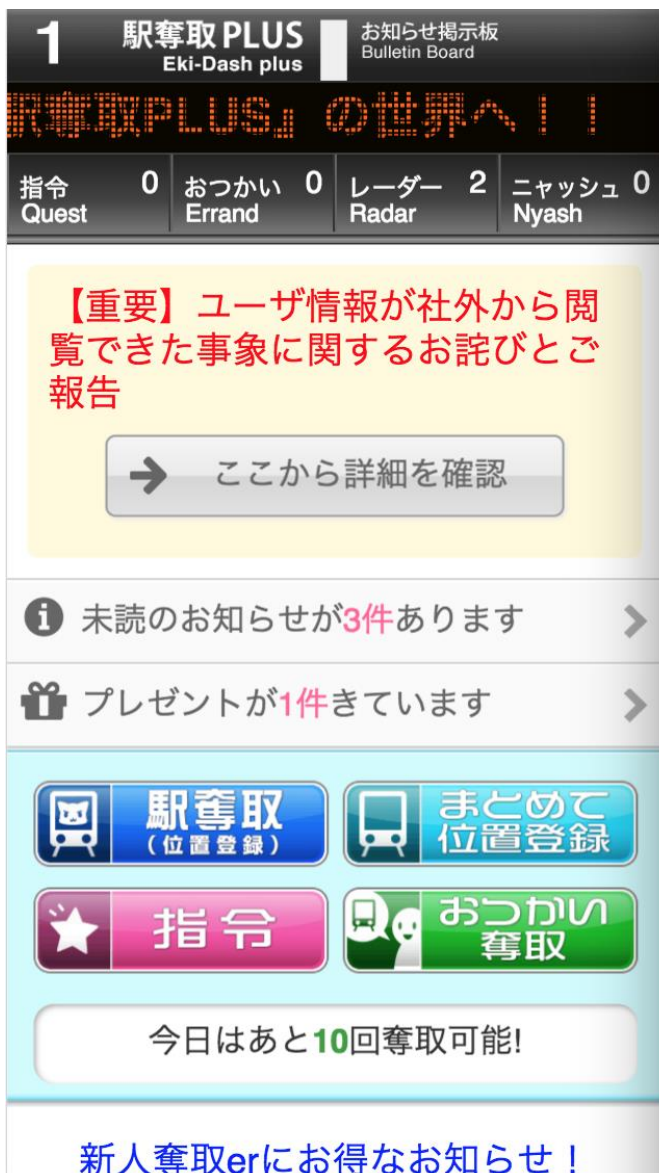 1
駅奪取PLUS
Eki-Dash plus
お知らせ掲示板
Bulletin Board
駅奪取PLUS』の世界へ！！
指令 0
Quest
おつかい 0
Errand
レーダー 2
Radar
ニャッシュ 0
Nyash
【重要】ユーザ情報が社外から閲
覧できた事象に関するお詫びとご
報告
ここから詳細を確認
未読のお知らせが3件あります
プレゼントが1件きています
駅奪取
(位置登録)
まとめて
位置登録
指令
おつかい
奪取
今日はあと10回奪取可能!
新人奪取erにお得なお知らせ！